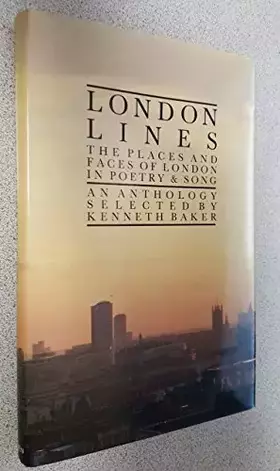 LONDON
LINES
THE PLACES AND
FACES OF LONDON
IN POETRY & SONG
AN ANTHOLOGY
SELECTED BY
KENNETH BAKER